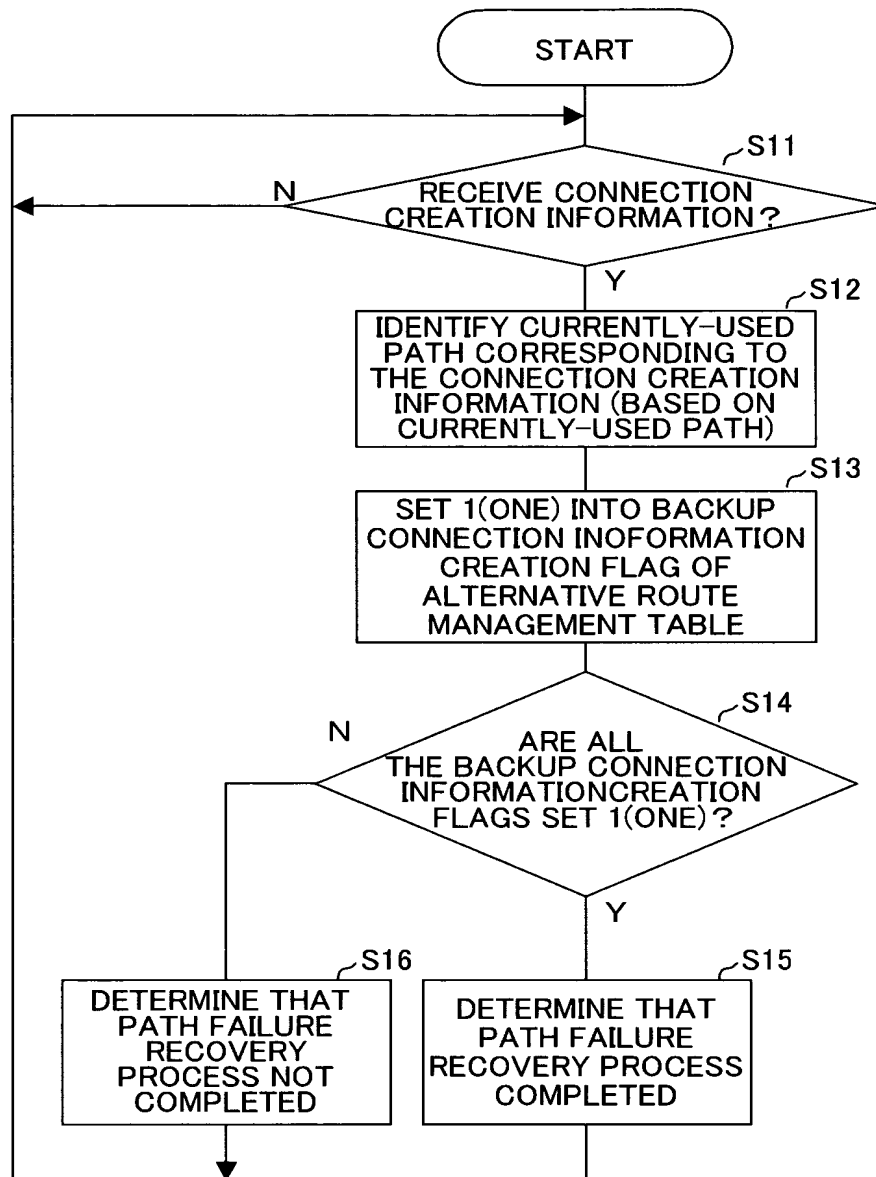 START
S11
N
RECEIVE CONNECTION
CREATION INFORMATION?
Y
S12
IDENTIFY CURRENTLY-USED
PATH CORRESPONDING TO
THE CONNECTION CREATION
INFORMATION (BASED ON
CURRENTLY-USED PATH)
S13
SET 1(ONE) INTO BACKUP
CONNECTION INOFORMATION
CREATION FLAG OF
ALTERNATIVE ROUTE
MANAGEMENT TABLE
S14
N
ARE ALL
THE BACKUP CONNECTION
INFORMATIONCREATION
FLAGS SET 1(ONE)?
Y
S16
DETERMINE THAT
PATH FAILURE
RECOVERY
PROCESS NOT
COMPLETED
S15
DETERMINE THAT
PATH FAILURE
RECOVERY PROCESS
COMPLETED